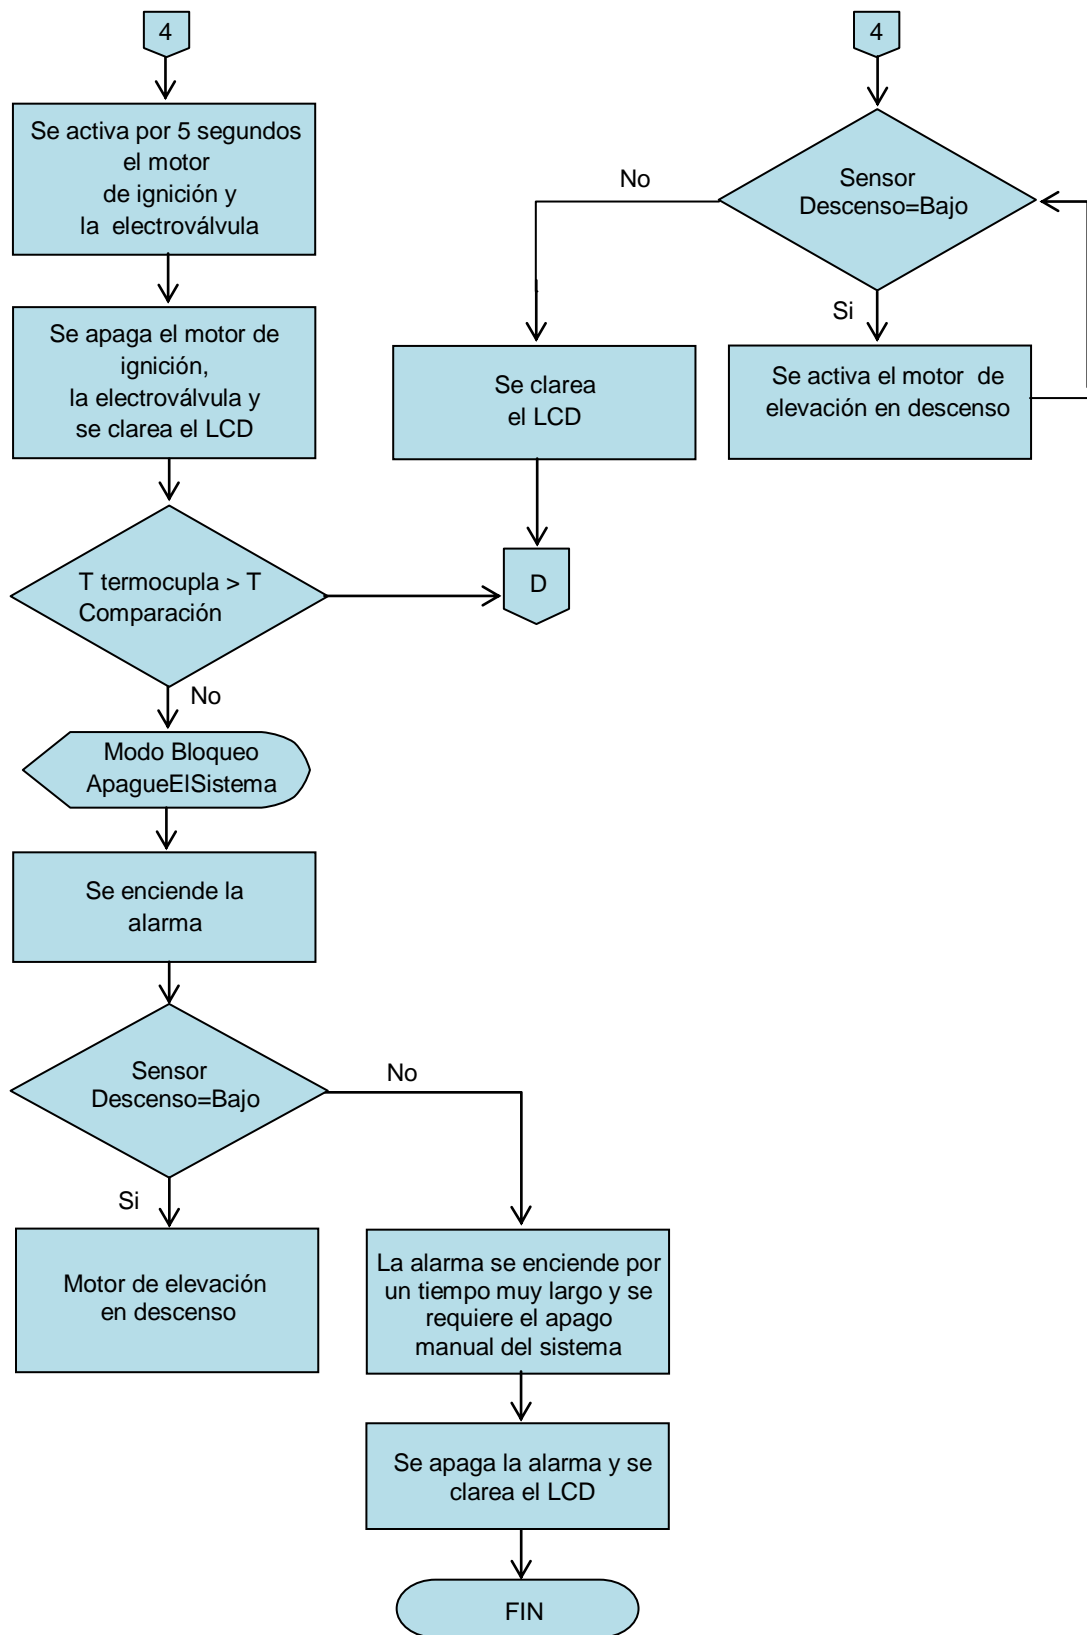 4
Se activa por 5 segundos
el motor
de ignición y
la electroválvula
Se apaga el motor de
ignición,
la electroválvula y
se clarea el LCD
T termocupla > T
Comparación
No
Modo Bloqueo
ApagueElSistema
Se enciende la
alarma
Sensor
Descenso=Bajo
No
Si
Motor de elevación
en descenso
La alarma se enciende por
un tiempo muy largo y se
requiere el apago
manual del sistema
Se apaga la alarma y se
clarea el LCD
FIN
4
Sensor
Descenso=Bajo
No
Si
Se clarea
el LCD
Se activa el motor de
elevación en descenso
D